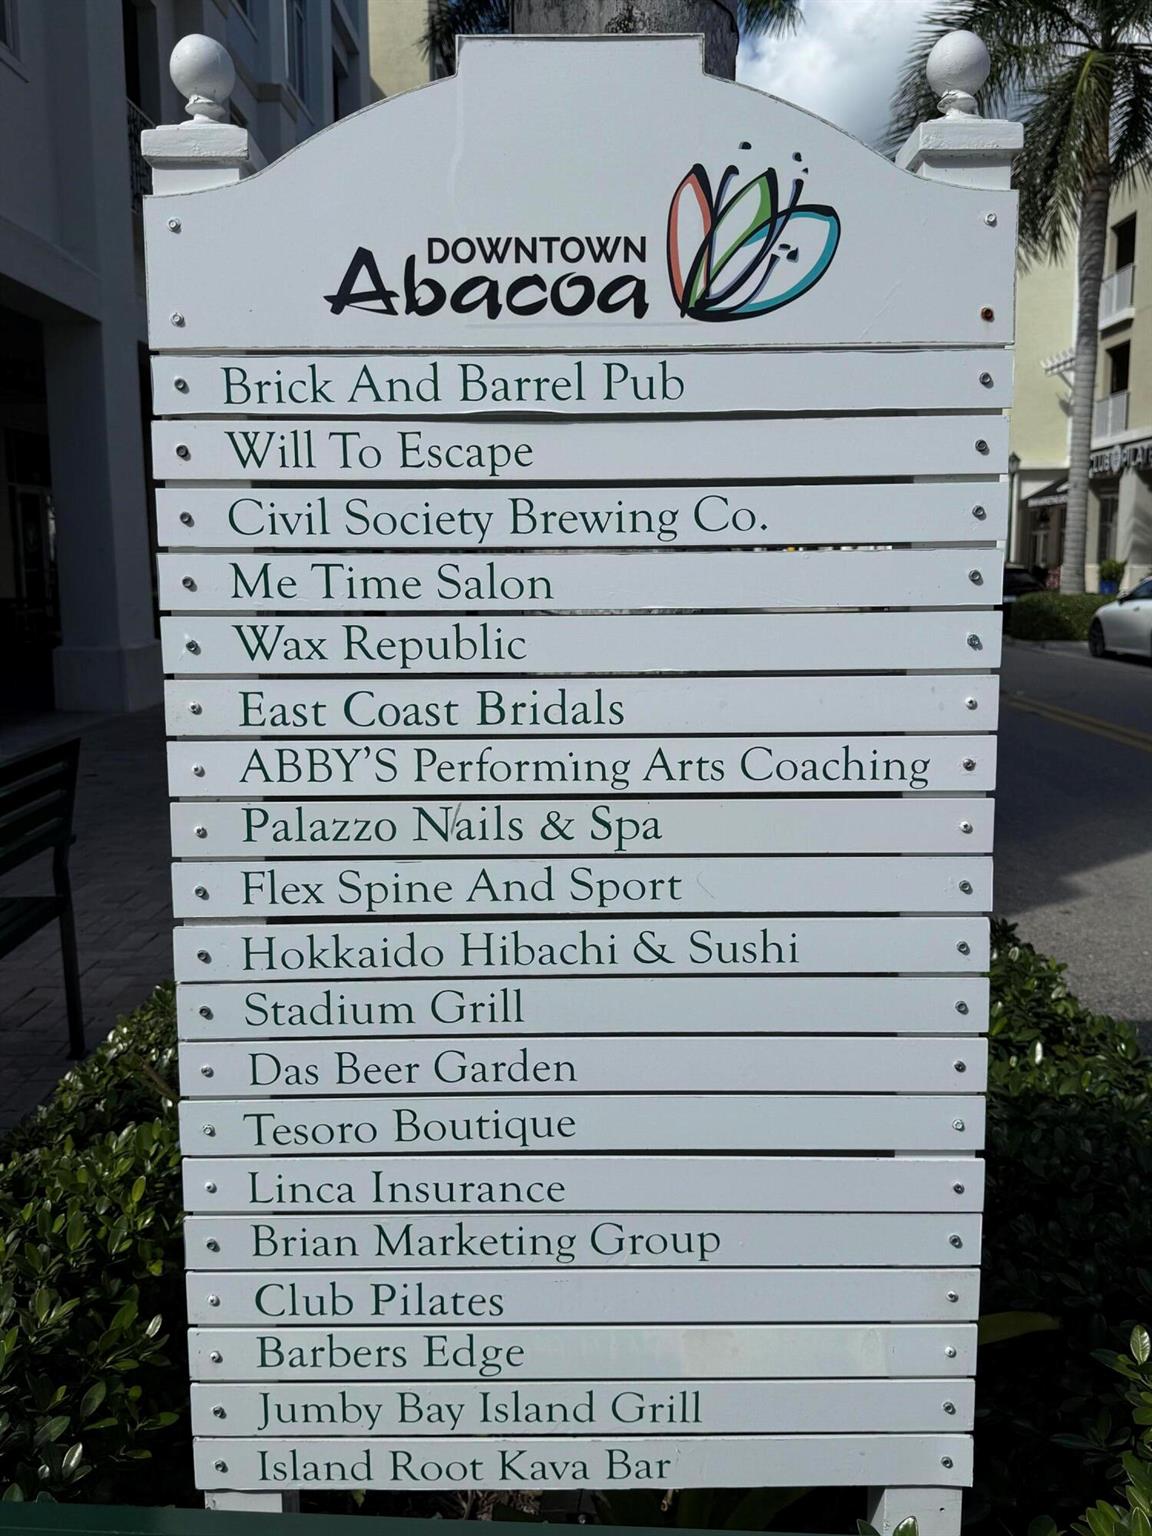 DOWNTOWN
Abacoa
Brick And Barrel Pub
Will To Escape
Civil Society Brewing Co.
Me Time Salon
Wax Republic
East Coast Bridals
ABBY'S Performing Arts Coaching
Palazzo Nails & Spa
Flex Spine And Sport
Hokkaido Hibachi & Sushi
Stadium Grill
Das Beer Garden
Tesoro Boutique
Linca Insurance
Brian Marketing Group
Club Pilates
Barbers Edge
Jumby Bay Island Grill
Island Root Kava Bar